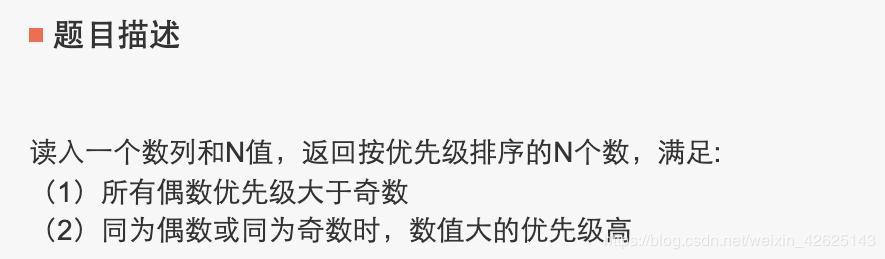 题目描述
读入一个数列和N值，返回按优先级排序的N个数，满足:
（1）所有偶数优先级大于奇数
（2）同为偶数或同为奇数时，数值大的优先级高
https://blog.csdn.net/weixin_42625143